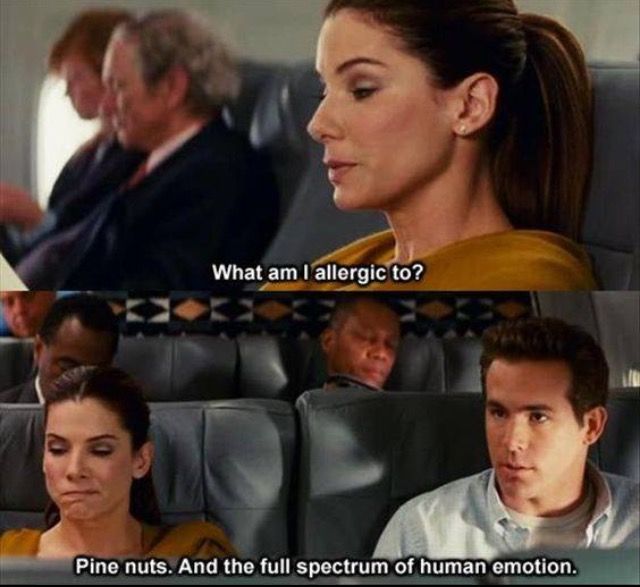 What am I allergic to?
Pine nuts. And the full spectrum of human emotion.